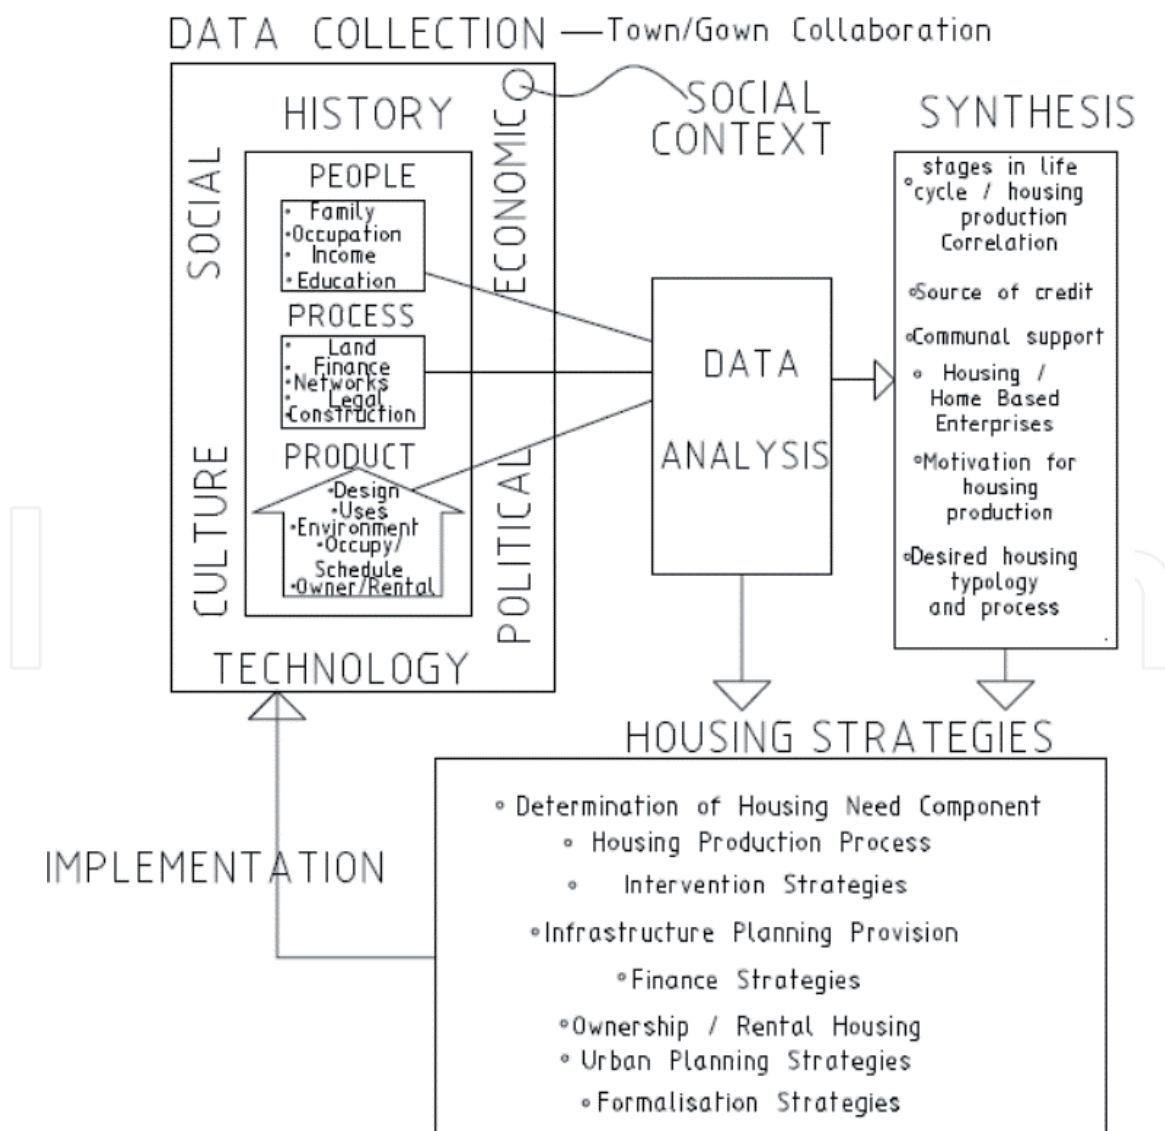 DATA COLLECTION — Town/Gown Collaboration
HISTORY
SOCIAL
ECONOMIC
CULTURE
POLITICAL
TECHNOLOGY
SOCIAL
CONTEXT
PEOPLE
• Family
•Occupation
• Income
• Education
PROCESS
• Land
• Finance
•Networks
• Legal
•Construction
PRODUCT
•Design
•Uses
•Environment
•Occupy/
Schedule
•Owner/Rental
DATA
ANALYSIS
SYNTHESIS
stages in life
°cycle / housing
production
Correlation
°Source of credit
°Communal support
° Housing /
Home Based
Enterprises
°Motivation for
housing
production
°Desired housing
typology
and process
HOUSING STRATEGIES
° Determination of Housing Need Component
° Housing Production Process
° Intervention Strategies
°Infrastructure Planning Provision
°Finance Strategies
°Ownership / Rental Housing
° Urban Planning Strategies
°Formalisation Strategies
IMPLEMENTATION